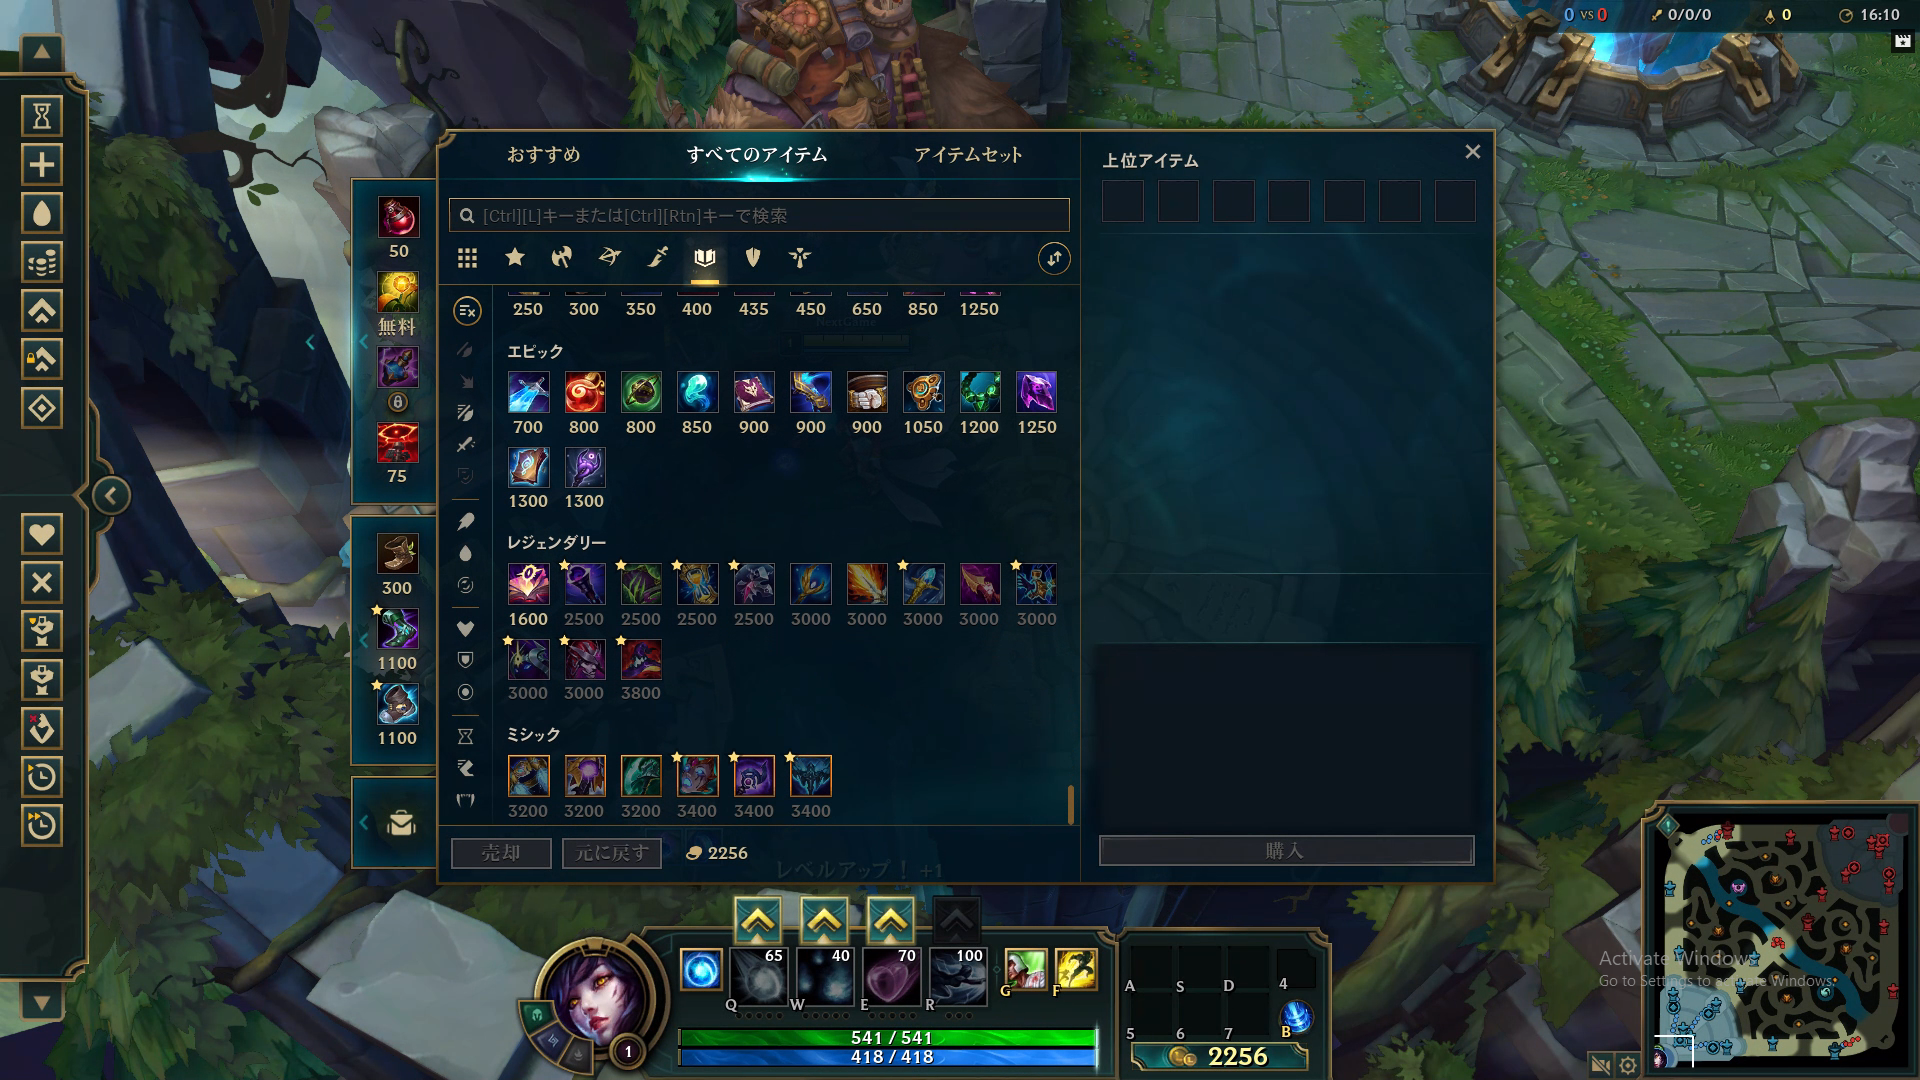 0 vs 0 0/0/0 0 16:10
おすすめ すべてのアイテム アイテムセット
上位アイテム
[Ctrl][L]キーまたは[Ctrl][Rtn]キーで検索
50
無料
75
300
1100
1100
250 300 350 400 435 450 650 850 1250
エピック
700 800 800 850 900 900 900 1050 1200 1250
1300 1300
レジェンダリー
1600 2500 2500 2500 2500 3000 3000 3000 3000 3000
3000 3000 3800
ミシック
3200 3200 3200 3400 3400 3400
売却 元に戻す 2256
購入
レベルアップ！ +1
65 40 70 100
Q W E R G F
A S D 4
5 6 7 B
1
541 / 541
418 / 418
2256
Activate Windows
Go to Settings to activate Windows.